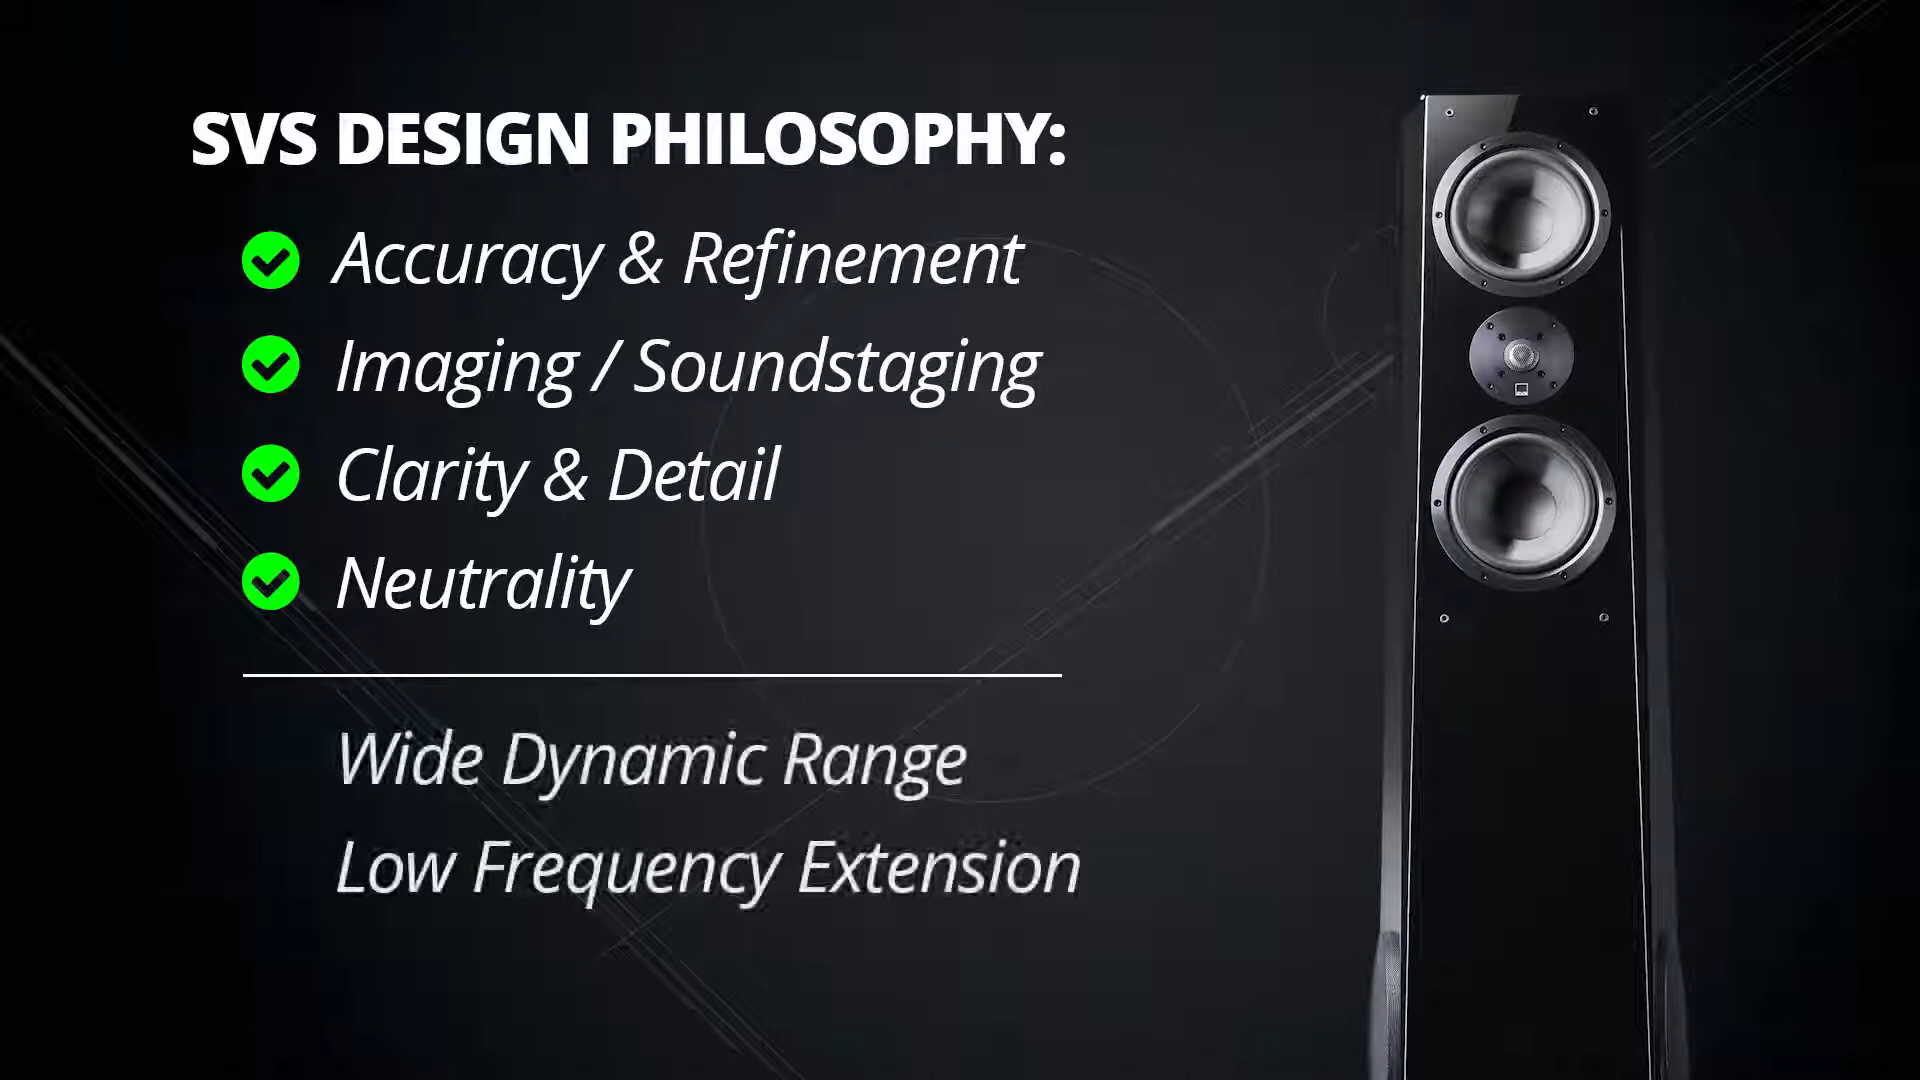 SVS DESIGN PHILOSOPHY:
Accuracy & Refinement
Imaging / Soundstaging
Clarity & Detail
Neutrality
Wide Dynamic Range
Low Frequency Extension